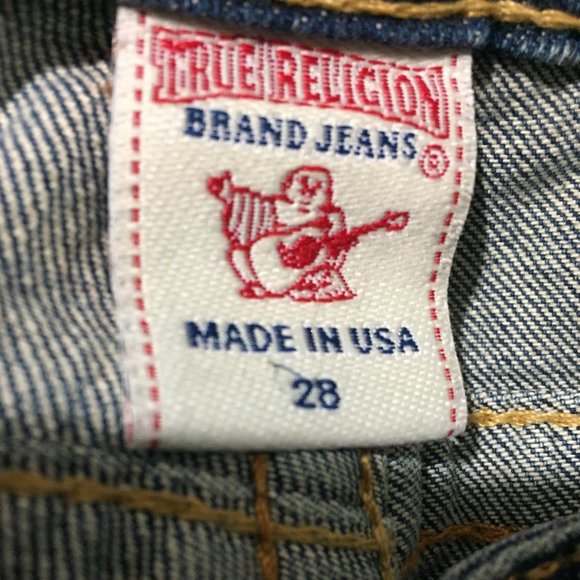 TRUE RELIGION
BRAND JEANS ®
MADE IN USA
28